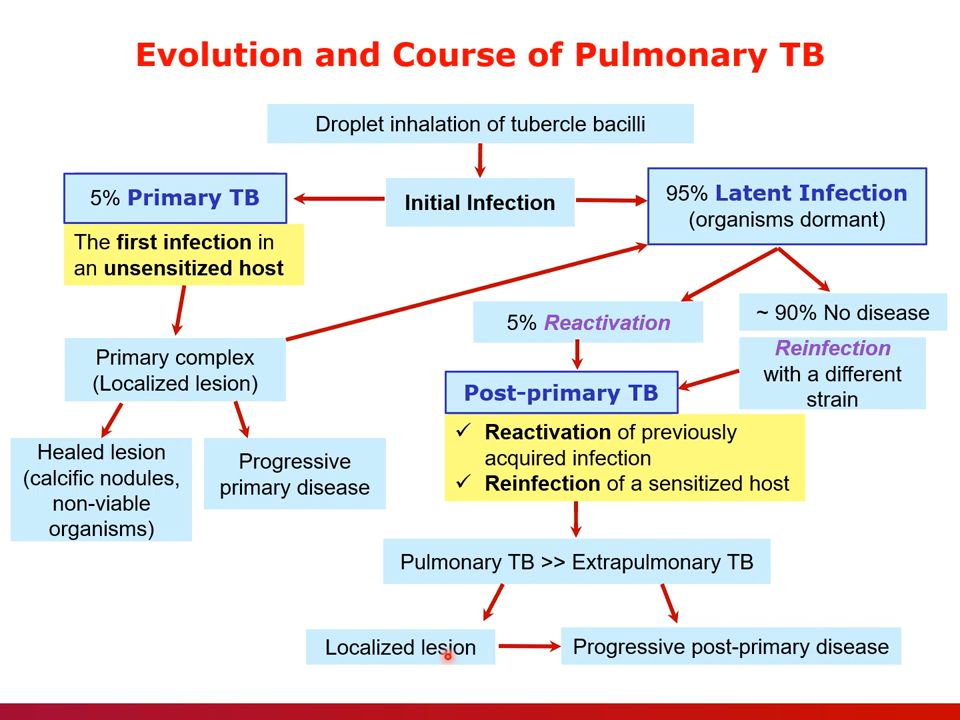 Evolution and Course of Pulmonary TB
Droplet inhalation of tubercle bacilli
5% Primary TB
Initial Infection
95% Latent Infection
(organisms dormant)
The first infection in
an unsensitized host
5% Reactivation
~ 90% No disease
Reinfection
with a different
strain
Primary complex
(Localized lesion)
Post-primary TB
✓ Reactivation of previously
acquired infection
✓ Reinfection of a sensitized host
Healed lesion
(calcific nodules,
non-viable
organisms)
Progressive
primary disease
Pulmonary TB >> Extrapulmonary TB
Localized lesion
Progressive post-primary disease